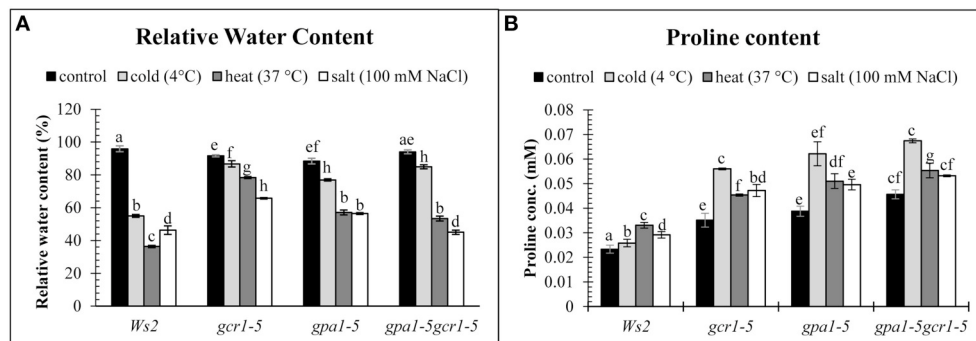 A
Relative Water Content
control cold (4°C) heat (37 °C) salt (100 mM NaCl)
Relative water content (%)
120
100
80
60
40
20
0
a
b
c
d
e
f
g
h
ef
h
b
b
ae
h
b
d
Ws2 gcr1-5 gpa1-5 gpa1-5gcr1-5
B
Proline content
control cold (4 °C) heat (37 °C) salt (100 mM NaCl)
Proline conc. (mM)
0.08
0.07
0.06
0.05
0.04
0.03
0.02
0.01
0
a
b
c
d
e
c
f
bd
e
ef
df
e
cf
c
g
cf
Ws2 gcr1-5 gpa1-5 gpa1-5gcr1-5